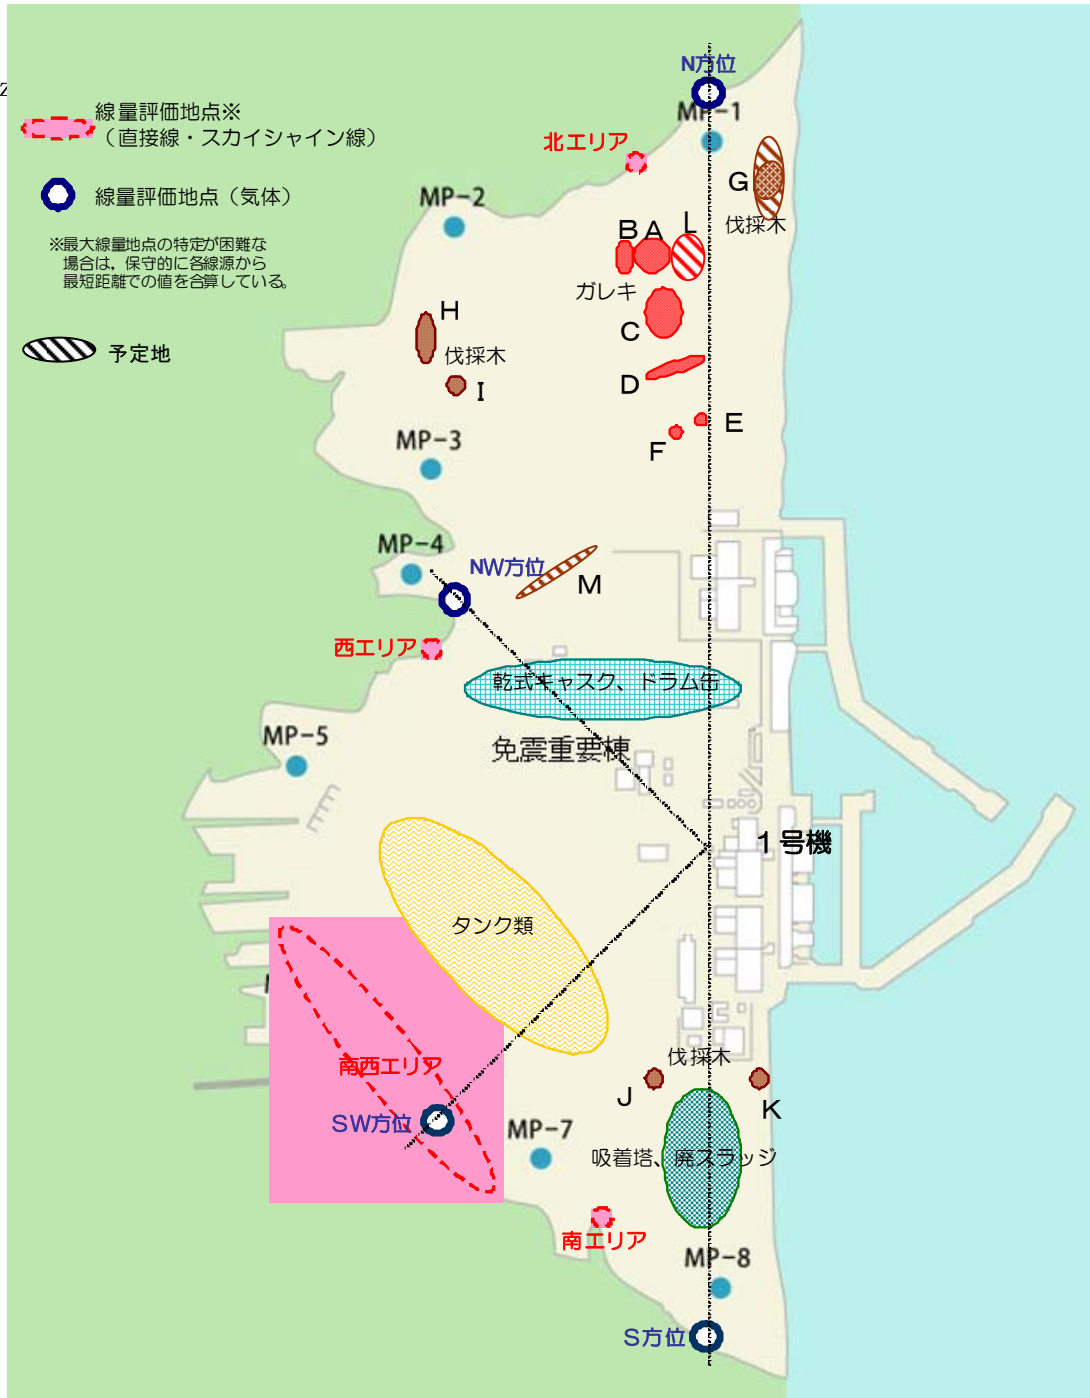 N方位
MP-1
線量評価地点※
（直接線・スカイシャイン線）
北エリア
G
伐採木
線量評価地点（気体）
MP-2
B A L
※最大線量地点の特定が困難な
場合は、保守的に各線源から
最短距離での値を合算している。
ガレキ
H
C
予定地
伐採木
D
I
E
F
MP-3
MP-4
NW方位
M
西エリア
乾式キャスク、ドラム缶
MP-5
免震重要棟
1号機
タンク類
伐採木
南西エリア
J
K
SW方位
MP-7
吸着塔、廃スラッジ
南エリア
MP-8
S方位